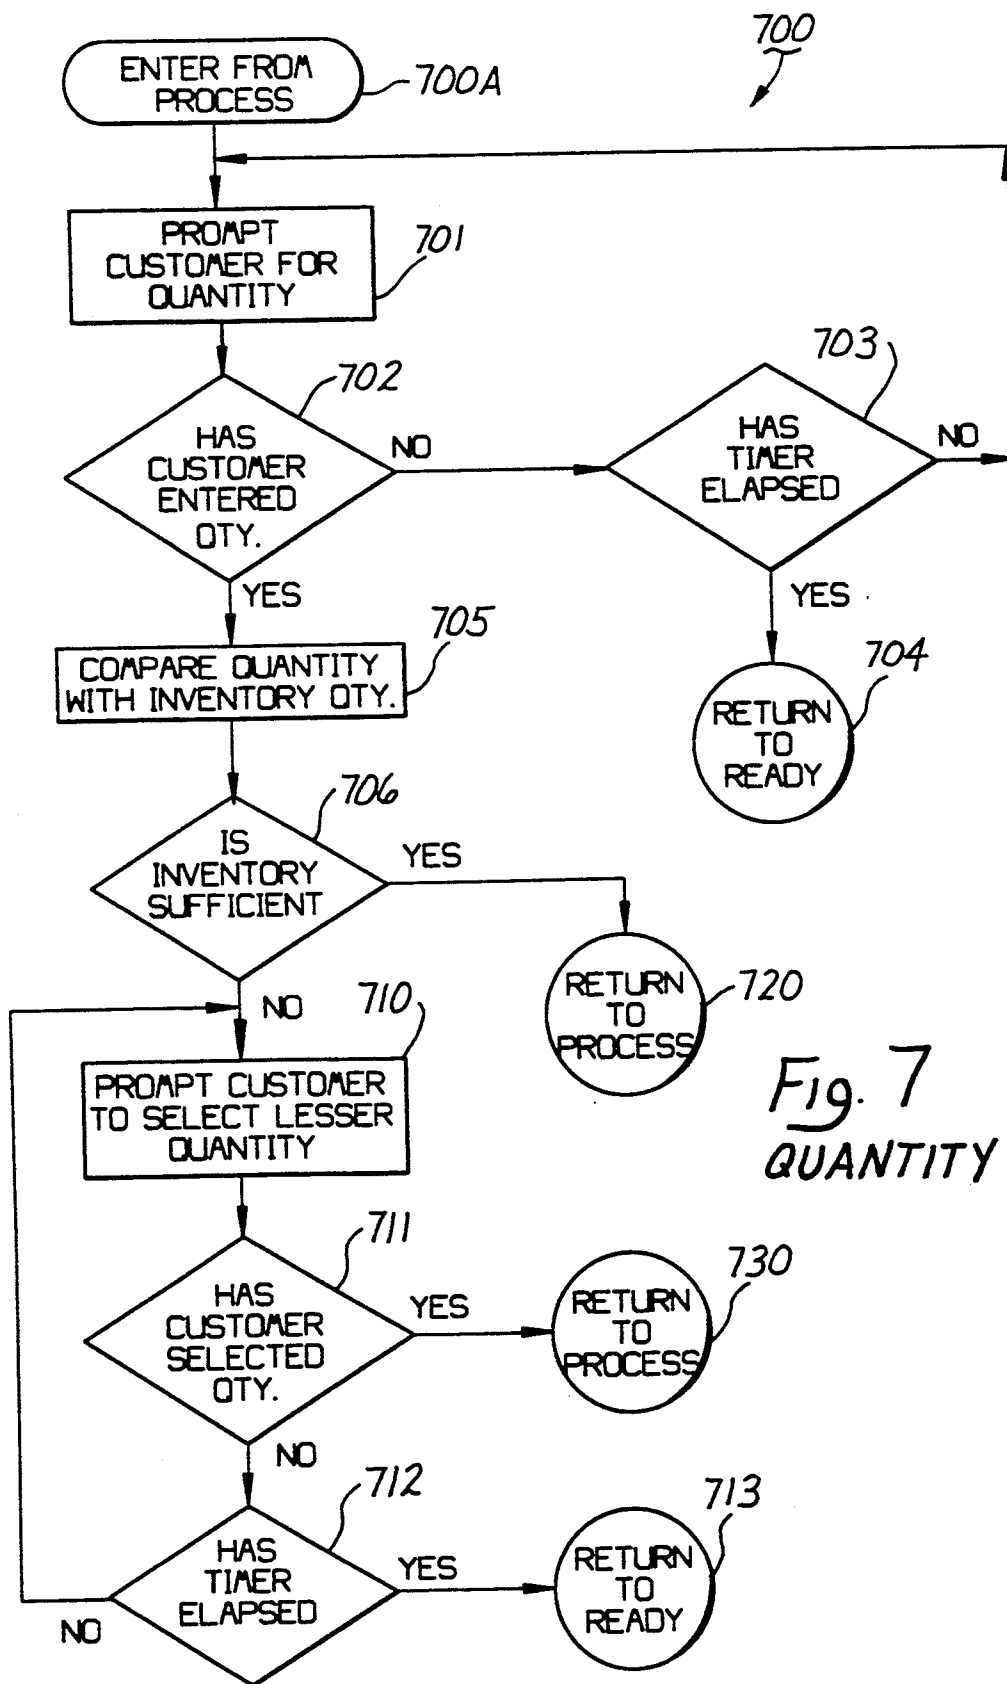 700
ENTER FROM
PROCESS
700A
PROMPT
CUSTOMER FOR
QUANTITY
701
702
HAS
CUSTOMER
ENTERED
QTY.
NO
703
HAS
TIMER
ELAPSED
NO
YES
YES
705
COMPARE QUANTITY
WITH INVENTORY QTY.
704
RETURN
TO
READY
706
IS
INVENTORY
SUFFICIENT
YES
NO
RETURN
TO
PROCESS
720
710
PROMPT CUSTOMER
TO SELECT LESSER
QUANTITY
Fig. 7
QUANTITY
711
HAS
CUSTOMER
SELECTED
QTY.
YES
RETURN
TO
PROCESS
730
NO
712
HAS
TIMER
ELAPSED
YES
NO
713
RETURN
TO
READY